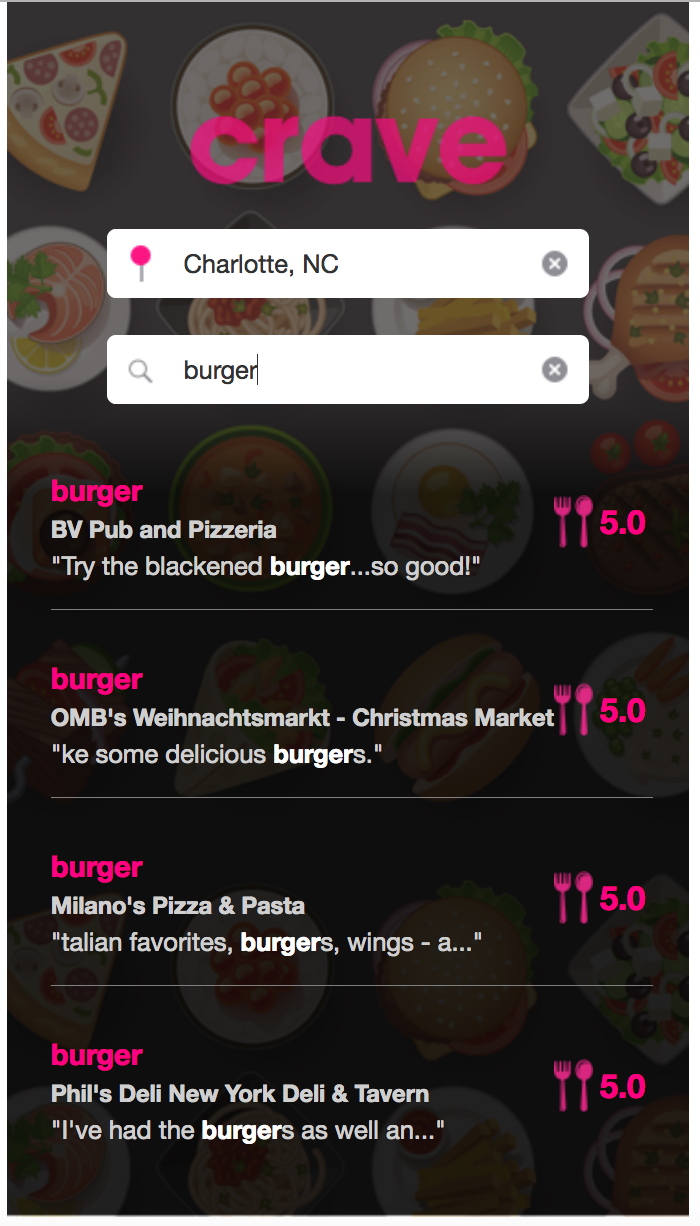 crave
Charlotte, NC
burger
burger
BV Pub and Pizzeria
"Try the blackened burger...so good!"
5.0
burger
OMB's Weihnachtsmarkt - Christmas Market
"ke some delicious burgers."
5.0
burger
Milano's Pizza & Pasta
"talian favorites, burgers, wings - a..."
5.0
burger
Phil's Deli New York Deli & Tavern
"I've had the burgers as well an..."
5.0